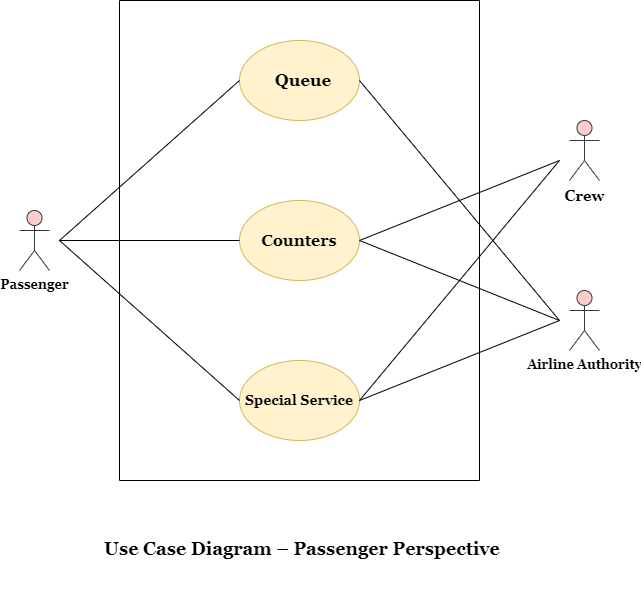 Queue
Crew
Counters
Passenger
Airline Authority
Special Service
Use Case Diagram – Passenger Perspective